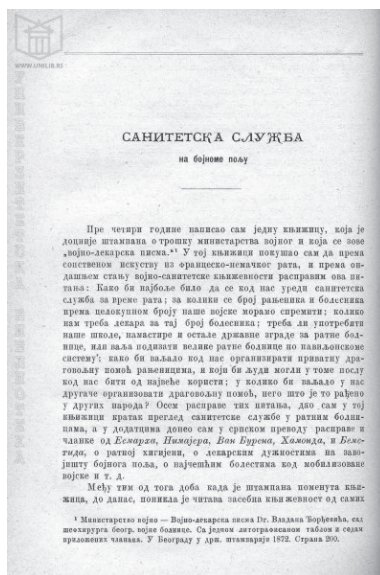 WWW.UNILIB.RS
САНИТЕТСКА СЛУЖБА
на бојноме пољу
Пре четири године написао сам једну књижицу, која је
доцније штампана о трошку министарства војног и која се зове
„војно-лекарска писма.“¹ У тој књижици покушао сам да према
сопственом искуству из француско-немачког рата, и према он-
дашњем стању војно-санитетске књижевности расправим ова пи-
тања: Како би најбоље било да се код нас уреди санитетска
служба за време рата; за колики се број рањеника и болесника
према целокупном броју наше војске морамо спремити; колико
нам треба лекара за тај број болесника; треба ли употребити
наше школе, намастире и остале државне зграде за ратне бол-
нице, или ваља подизати велике ратне болнице по павиљонском
систему; како би ваљало код нас организирати приватну дра-
говољну помоћ рањеницима, и који би људи могли у томе послу
код нас бити од највеће користи; у колико би ваљало у нас
другаче организовати драговољну помоћ, него што је то рађено
у других народа? Осем расправе тих питања, дао сам у тој
књижици кратак преглед санитетске службе у ратним болни-
цама, а у додатцима донео сам у српском преводу расправе и
чланке од Есмарха, Нимајера, Ван Бурена, Хамонда, и
о ратној хигијени, о лекарским дужностима на заво-
јишту бојнога поља, о најчешћим болестима код мобилизоване
војске и т. д.
Међу тим од тога доба када је штампана поменута књи-
жица, до данас, поникла је читава засебна књижевност од самих
¹ Министарство војно — Војно-лекарска писма Dr. Владана Ђорђевића, сад
шефхирурга београ. војне болнице. Са једном литографисаном таблом и седам
приложених чланака. У Београду у држ. штампарији 1872. Страна 200.